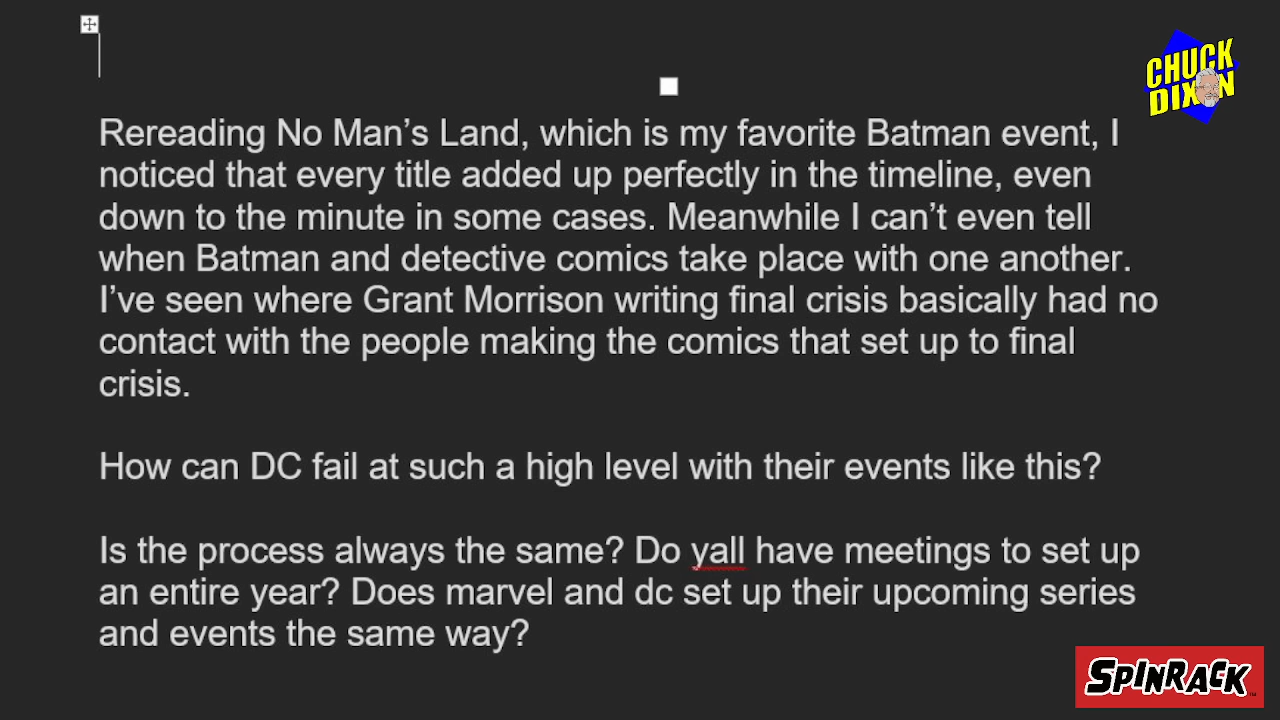 CHUCK
DIXON
Rereading No Man’s Land, which is my favorite Batman event, I
noticed that every title added up perfectly in the timeline, even
down to the minute in some cases. Meanwhile I can’t even tell
when Batman and detective comics take place with one another.
I’ve seen where Grant Morrison writing final crisis basically had no
contact with the people making the comics that set up to final
crisis.
How can DC fail at such a high level with their events like this?
Is the process always the same? Do yall have meetings to set up
an entire year? Does marvel and dc set up their upcoming series
and events the same way?
SPINRACK